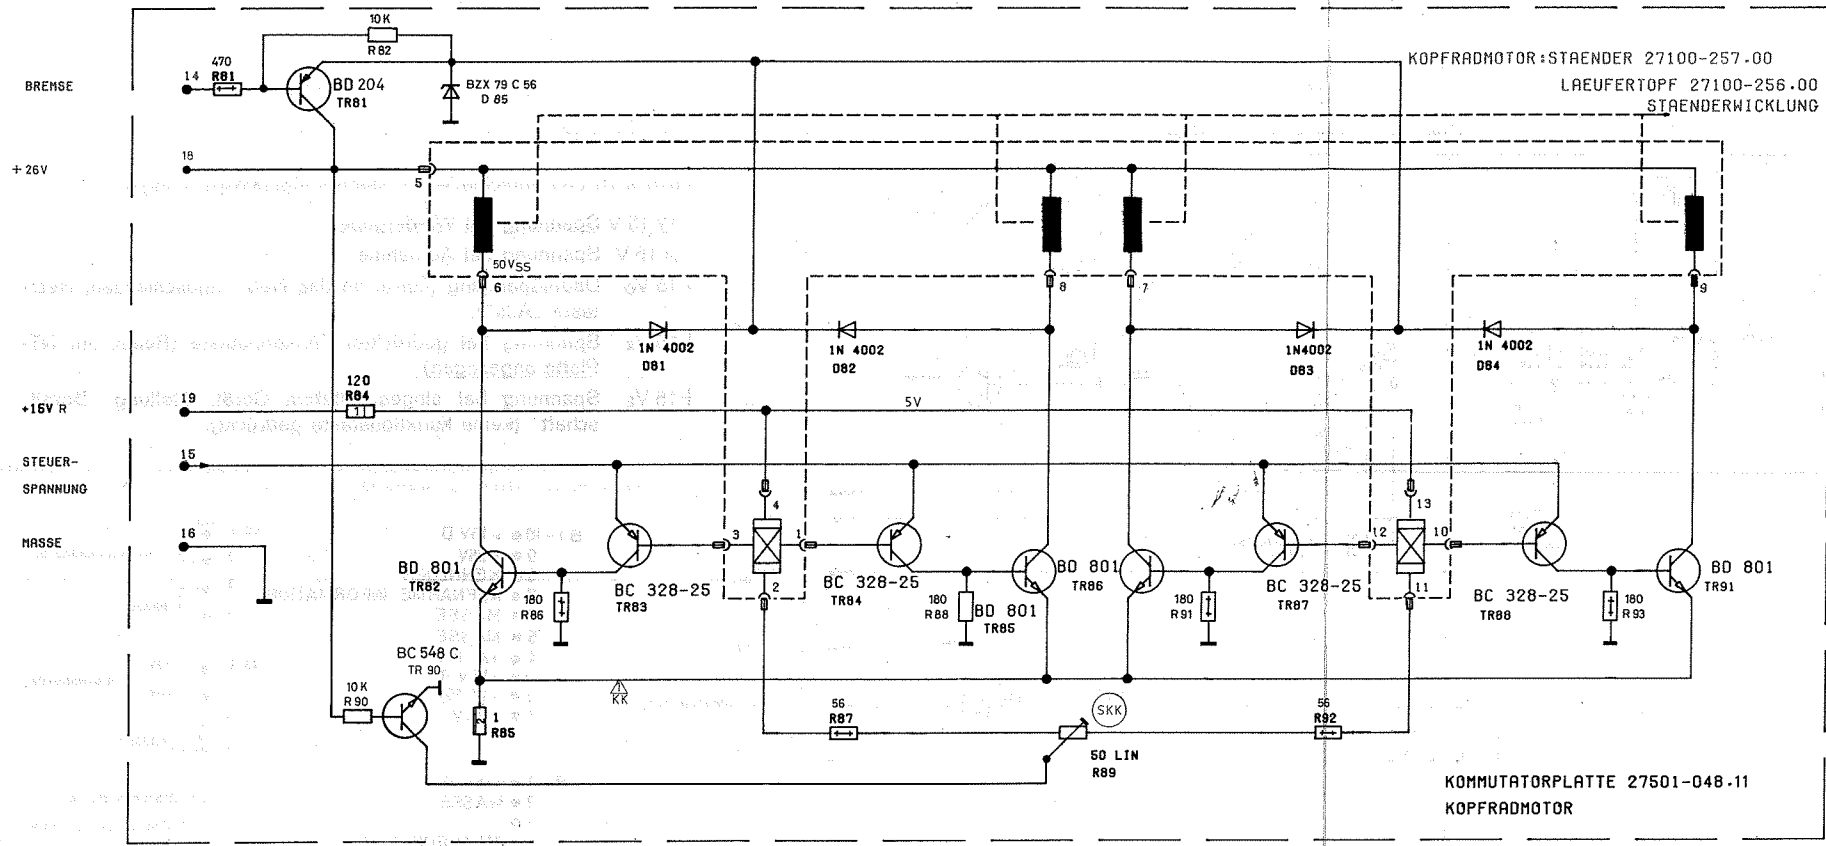 10K
R82
470
R81
14
BREMSE
BD 204
TR81
BZX 79 C 56
D 85
KOPFRADMOTOR:STAENDER 27100-257.00
LAEUFERTOPF 27100-256.00
STAENDERWICKLUNG
+26V
18
5
50VSS
6
8
7
9
1N 4002
D81
1N 4002
D82
1N4002
D83
1N 4002
D84
120
R84
11
19
+15V R
5V
15
STEUER-
SPANNUNG
16
MASSE
4
3
1
2
13
12
10
11
BD 801
TR82
180
R86
BC 328-25
TR83
BC 328-25
TR84
180
R88
BD 801
TR85
BD 801
TR86
180
R91
BC 328-25
TR87
BC 328-25
TR88
180
R93
BD 801
TR91
BC 548 C
TR 90
10K
R90
2
1
R85
1
KK
56
R87
SKK
50 LIN
R89
56
R92
KOMMUTATORPLATTE 27501-048.11
KOPFRADMOTOR